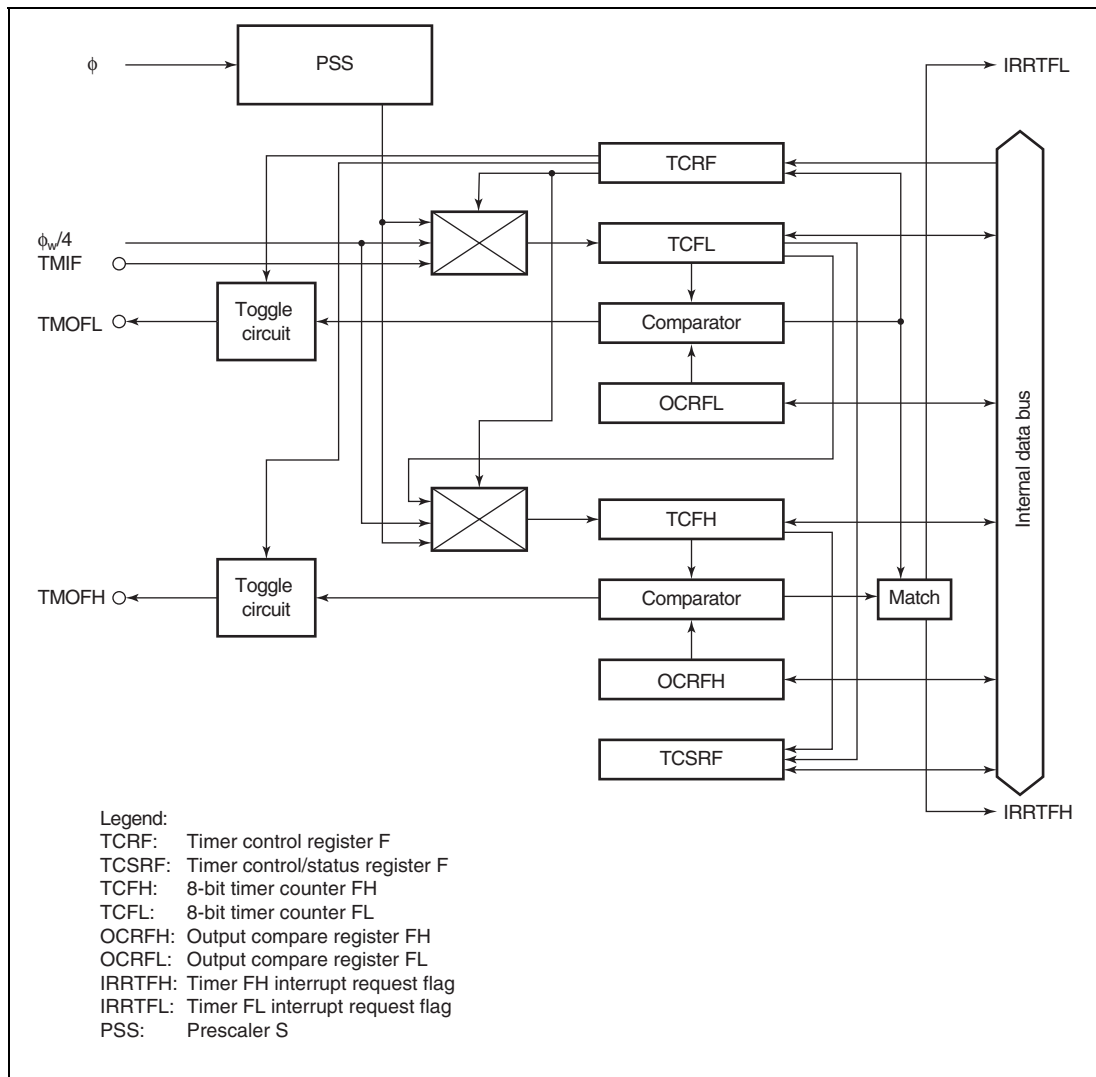 ϕ
PSS
IRRTFL
TCRF
ϕw/4
TMIF
TCFL
TMOFL
Toggle
circuit
Comparator
OCRFL
Internal data bus
TCFH
TMOFH
Toggle
circuit
Comparator
Match
OCRFH
TCSRF
IRRTFH
Legend:
TCRF: Timer control register F
TCSRF: Timer control/status register F
TCFH: 8-bit timer counter FH
TCFL: 8-bit timer counter FL
OCRFH: Output compare register FH
OCRFL: Output compare register FL
IRRTFH: Timer FH interrupt request flag
IRRTFL: Timer FL interrupt request flag
PSS: Prescaler S